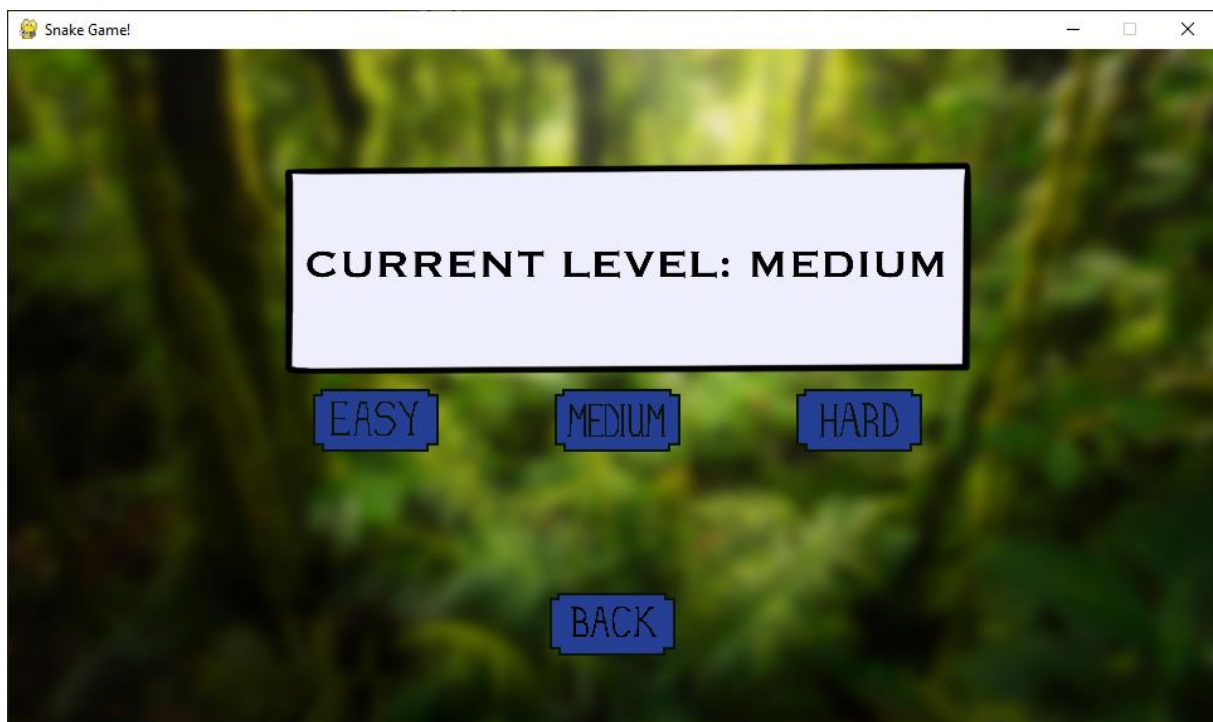 Snake Game!
CURRENT LEVEL: MEDIUM
EASY MEDIUM HARD
BACK